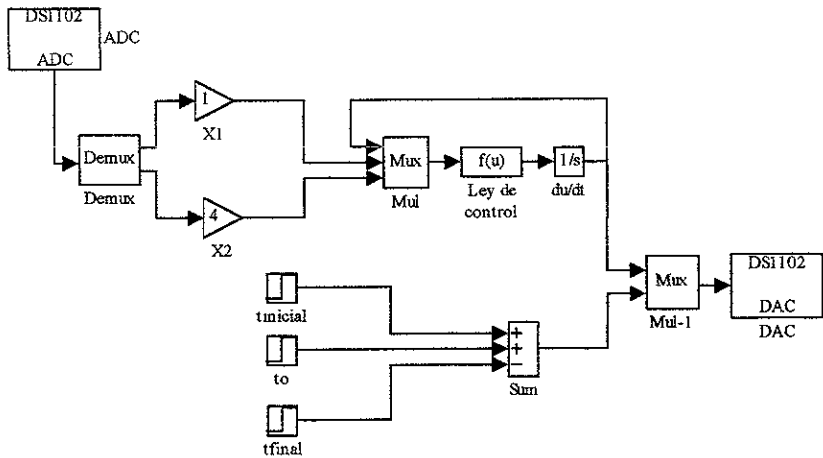 DS1102
ADC
ADC
1
X1
Demux
Demux
4
X2
Mux
Mul
f(u)
Ley de
control
1/s
du/dt
tinicial
to
tfinal
+
+
−
Sum
Mux
Mul-1
DS1102
DAC
DAC